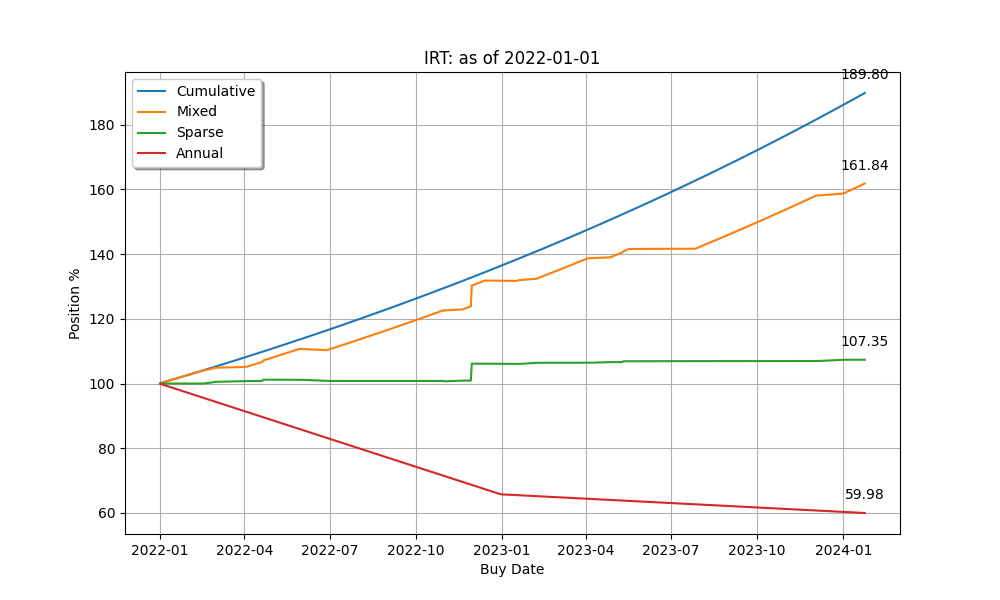 IRT: as of 2022-01-01
Cumulative
Mixed
Sparse
Annual
189.80
161.84
107.35
59.98
Position %
180
160
140
120
100
80
60
2022-01 2022-04 2022-07 2022-10 2023-01 2023-04 2023-07 2023-10 2024-01
Buy Date